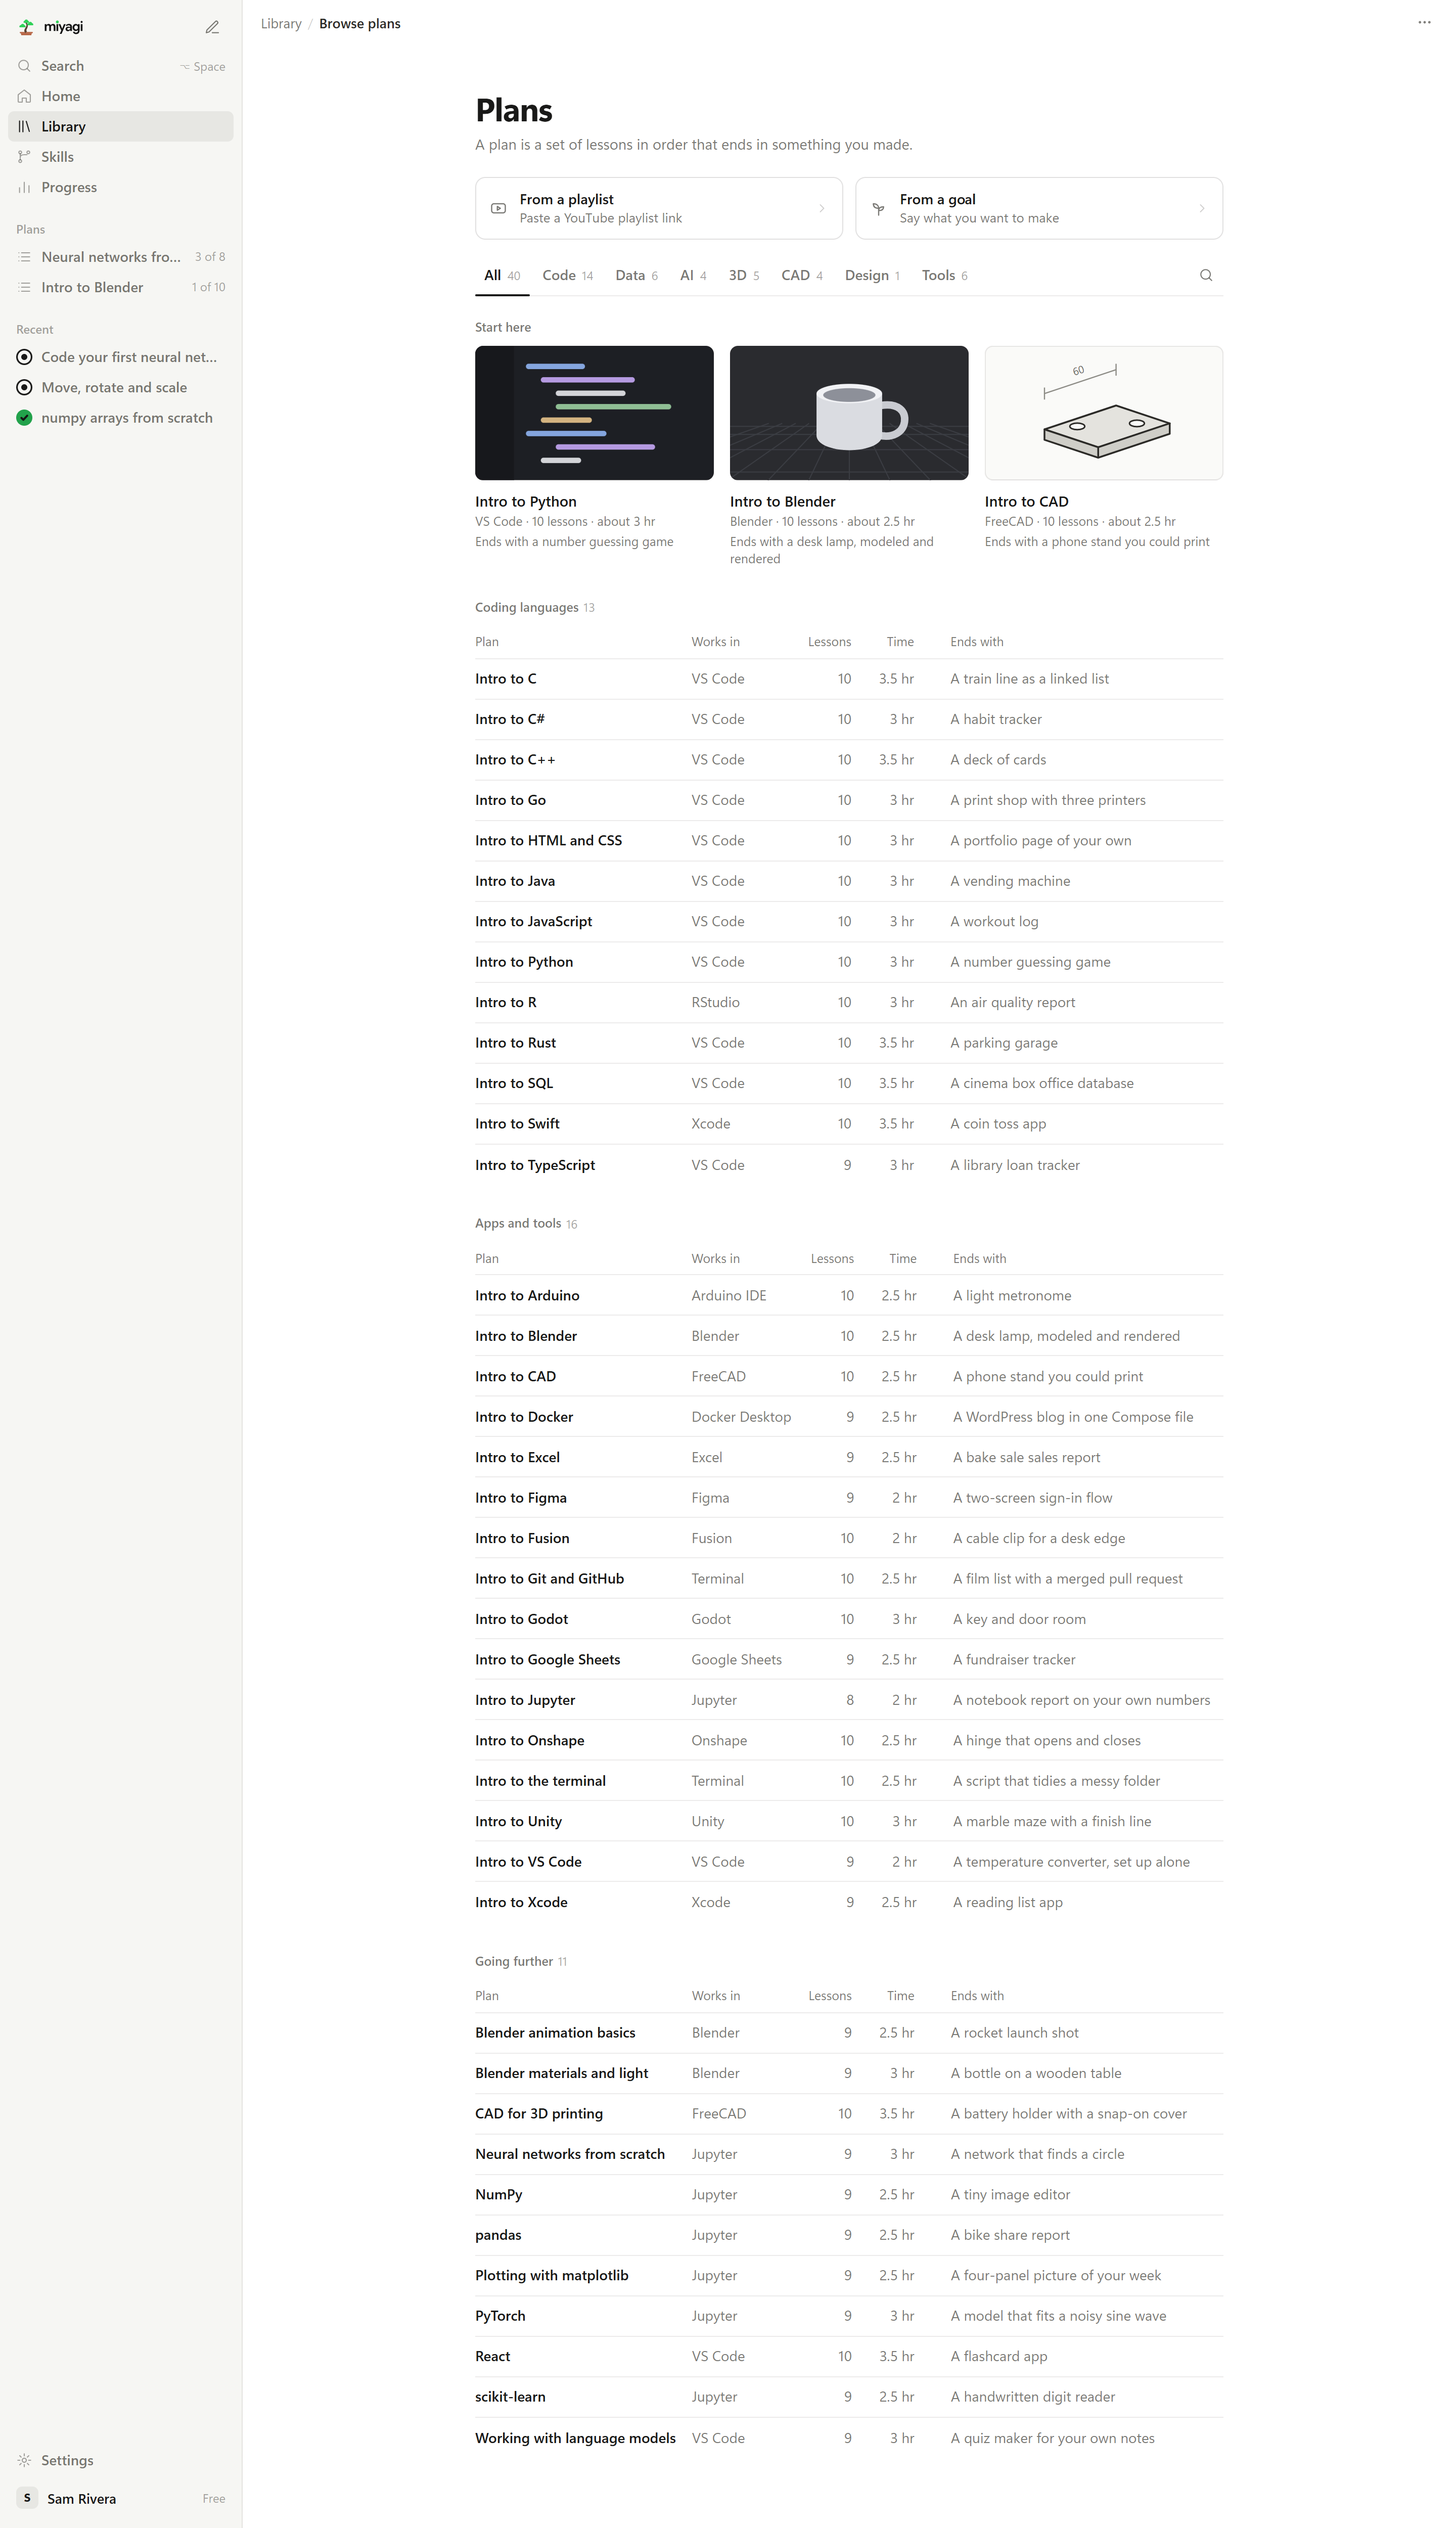 miyagi
Search ⌥ Space
Home
Library
Skills
Progress
Plans
Neural networks fro... 3 of 8
Intro to Blender 1 of 10
Recent
Code your first neural net...
Move, rotate and scale
numpy arrays from scratch
Settings
S Sam Rivera Free
Library / Browse plans
Plans
A plan is a set of lessons in order that ends in something you made.
From a playlist
Paste a YouTube playlist link
From a goal
Say what you want to make
All 40 Code 14 Data 6 AI 4 3D 5 CAD 4 Design 1 Tools 6
Start here
60
Intro to Python
VS Code · 10 lessons · about 3 hr
Ends with a number guessing game
Intro to Blender
Blender · 10 lessons · about 2.5 hr
Ends with a desk lamp, modeled and
rendered
Intro to CAD
FreeCAD · 10 lessons · about 2.5 hr
Ends with a phone stand you could print
Coding languages 13
Plan Works in Lessons Time Ends with
Intro to C VS Code 10 3.5 hr A train line as a linked list
Intro to C# VS Code 10 3 hr A habit tracker
Intro to C++ VS Code 10 3.5 hr A deck of cards
Intro to Go VS Code 10 3 hr A print shop with three printers
Intro to HTML and CSS VS Code 10 3 hr A portfolio page of your own
Intro to Java VS Code 10 3 hr A vending machine
Intro to JavaScript VS Code 10 3 hr A workout log
Intro to Python VS Code 10 3 hr A number guessing game
Intro to R RStudio 10 3 hr An air quality report
Intro to Rust VS Code 10 3.5 hr A parking garage
Intro to SQL VS Code 10 3.5 hr A cinema box office database
Intro to Swift Xcode 10 3.5 hr A coin toss app
Intro to TypeScript VS Code 9 3 hr A library loan tracker
Apps and tools 16
Plan Works in Lessons Time Ends with
Intro to Arduino Arduino IDE 10 2.5 hr A light metronome
Intro to Blender Blender 10 2.5 hr A desk lamp, modeled and rendered
Intro to CAD FreeCAD 10 2.5 hr A phone stand you could print
Intro to Docker Docker Desktop 9 2.5 hr A WordPress blog in one Compose file
Intro to Excel Excel 9 2.5 hr A bake sale sales report
Intro to Figma Figma 9 2 hr A two-screen sign-in flow
Intro to Fusion Fusion 10 2 hr A cable clip for a desk edge
Intro to Git and GitHub Terminal 10 2.5 hr A film list with a merged pull request
Intro to Godot Godot 10 3 hr A key and door room
Intro to Google Sheets Google Sheets 9 2.5 hr A fundraiser tracker
Intro to Jupyter Jupyter 8 2 hr A notebook report on your own numbers
Intro to Onshape Onshape 10 2.5 hr A hinge that opens and closes
Intro to the terminal Terminal 10 2.5 hr A script that tidies a messy folder
Intro to Unity Unity 10 3 hr A marble maze with a finish line
Intro to VS Code VS Code 9 2 hr A temperature converter, set up alone
Intro to Xcode Xcode 9 2.5 hr A reading list app
Going further 11
Plan Works in Lessons Time Ends with
Blender animation basics Blender 9 2.5 hr A rocket launch shot
Blender materials and light Blender 9 3 hr A bottle on a wooden table
CAD for 3D printing FreeCAD 10 3.5 hr A battery holder with a snap-on cover
Neural networks from scratch Jupyter 9 3 hr A network that finds a circle
NumPy Jupyter 9 2.5 hr A tiny image editor
pandas Jupyter 9 2.5 hr A bike share report
Plotting with matplotlib Jupyter 9 2.5 hr A four-panel picture of your week
PyTorch Jupyter 9 3 hr A model that fits a noisy sine wave
React VS Code 10 3.5 hr A flashcard app
scikit-learn Jupyter 9 2.5 hr A handwritten digit reader
Working with language models VS Code 9 3 hr A quiz maker for your own notes